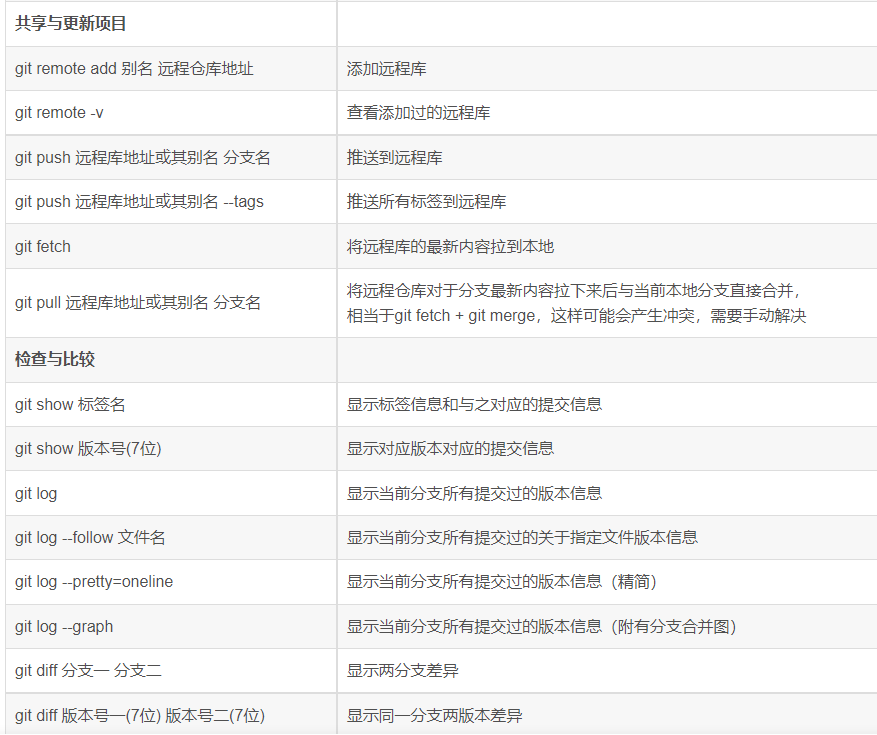 共享与更新项目
git remote add 别名 远程仓库地址
添加远程库
git remote -v
查看添加过的远程库
git push 远程库地址或其别名 分支名
推送到远程库
git push 远程库地址或其别名 --tags
推送所有标签到远程库
git fetch
将远程库的最新内容拉到本地
git pull 远程库地址或其别名 分支名
将远程仓库对于分支最新内容拉下来后与当前本地分支直接合并，
相当于git fetch + git merge，这样可能会产生冲突，需要手动解决
检查与比较
git show 标签名
显示标签信息和与之对应的提交信息
git show 版本号(7位)
显示对应版本对应的提交信息
git log
显示当前分支所有提交过的版本信息
git log --follow 文件名
显示当前分支所有提交过的关于指定文件版本信息
git log --pretty=oneline
显示当前分支所有提交过的版本信息（精简）
git log --graph
显示当前分支所有提交过的版本信息（附有分支合并图）
git diff 分支一 分支二
显示两分支差异
git diff 版本号一(7位) 版本号二(7位)
显示同一分支两版本差异